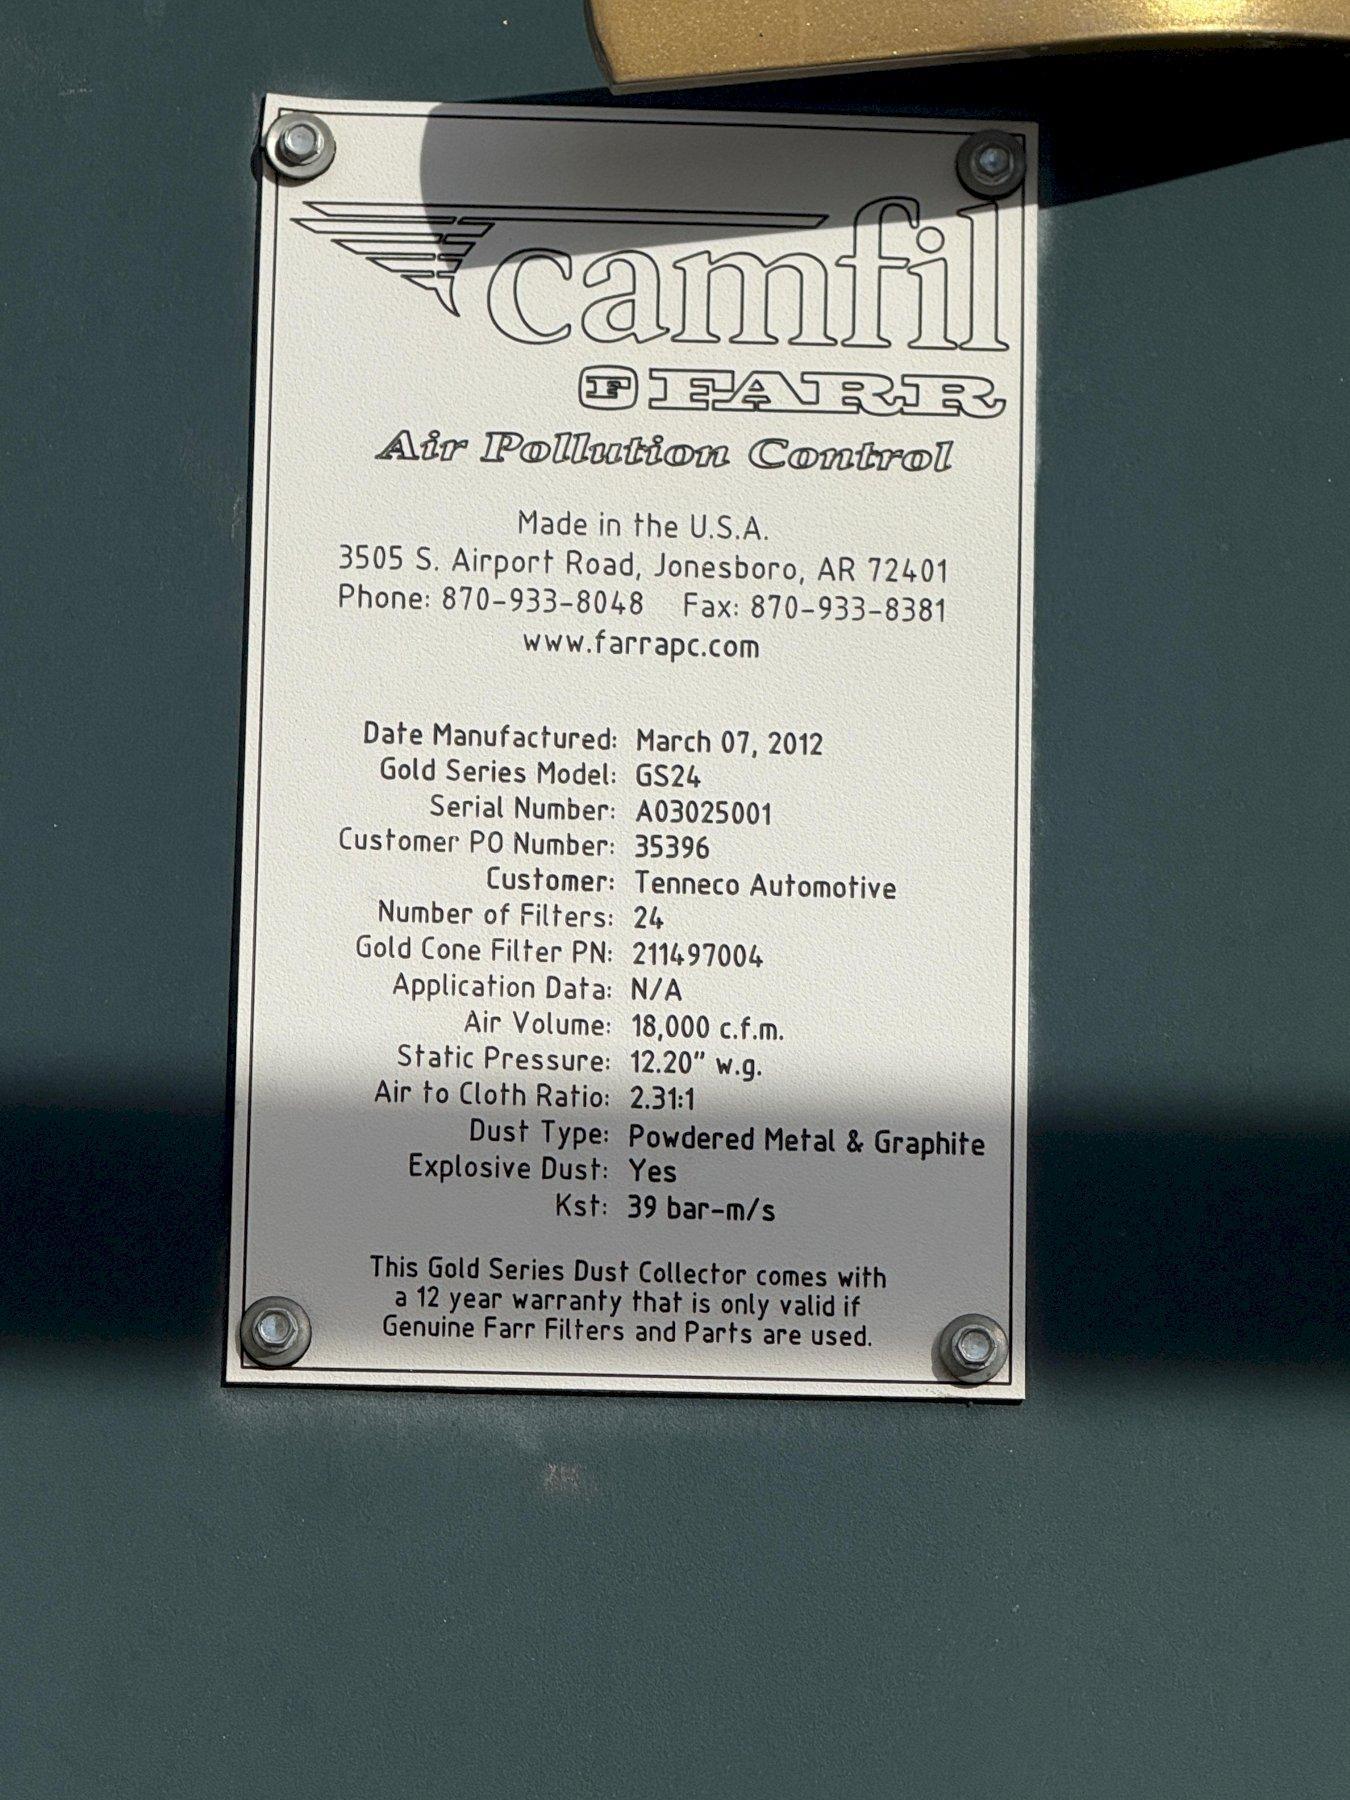 camfil
F FARR
Air Pollution Control
Made in the U.S.A.
3505 S. Airport Road, Jonesboro, AR 72401
Phone: 870-933-8048 Fax: 870-933-8381
www.farrapc.com
Date Manufactured: March 07, 2012
Gold Series Model: GS24
Serial Number: A03025001
Customer PO Number: 35396
Customer: Tenneco Automotive
Number of Filters: 24
Gold Cone Filter PN: 211497004
Application Data: N/A
Air Volume: 18,000 c.f.m.
Static Pressure: 12.20" w.g.
Air to Cloth Ratio: 2.31:1
Dust Type: Powdered Metal & Graphite
Explosive Dust: Yes
Kst: 39 bar-m/s
This Gold Series Dust Collector comes with
a 12 year warranty that is only valid if
Genuine Farr Filters and Parts are used.